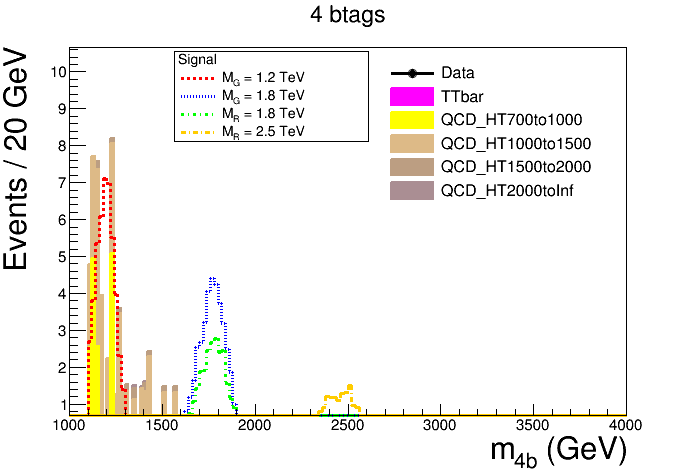 4 btags
Events / 20 GeV
10
9
8
7
6
5
4
3
2
1
Signal
M_G = 1.2 TeV
M_G = 1.8 TeV
M_R = 1.8 TeV
M_R = 2.5 TeV
Data
TTbar
QCD_HT700to1000
QCD_HT1000to1500
QCD_HT1500to2000
QCD_HT2000toInf
1000 1500 2000 2500 3000 3500 4000
m_4b (GeV)